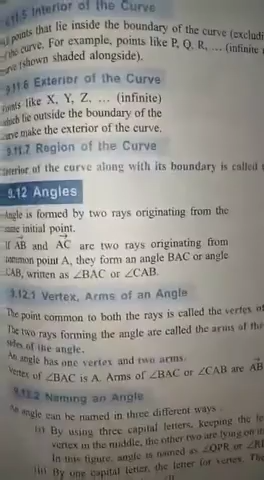 9.11.5 Interior of the Curve
points that lie inside the boundary of the curve (excludi
of the curve. For example, points like P, Q, R, ... (infinite
curve (shown shaded alongside).
9.11.6 Exterior of the Curve
Points like X, Y, Z, ... (infinite)
which lie outside the boundary of the
curve make the exterior of the curve.
9.11.7 Region of the Curve
Interior of the curve along with its boundary is called
9.12 Angles
Angle is formed by two rays originating from the
same initial point.
If AB and AC are two rays originating from
common point A, they form an angle BAC or angle
CAB, written as ∠BAC or ∠CAB.
9.12.1 Vertex, Arms of an Angle
The point common to both the rays is called the vertex of
The two rays forming the angle are called the arms of the
sides of the angle.
An angle has one vertex and two arms.
Vertex of ∠BAC is A. Arms of ∠BAC or ∠CAB are AB
9.12.2 Naming an Angle
An angle can be named in three different ways
(i) By using three capital letters, keeping the le
vertex in the middle, the other two are lying on
In this figure, angle is named as ∠QPR or
(ii) By one capital letter, the letter for vertex. The